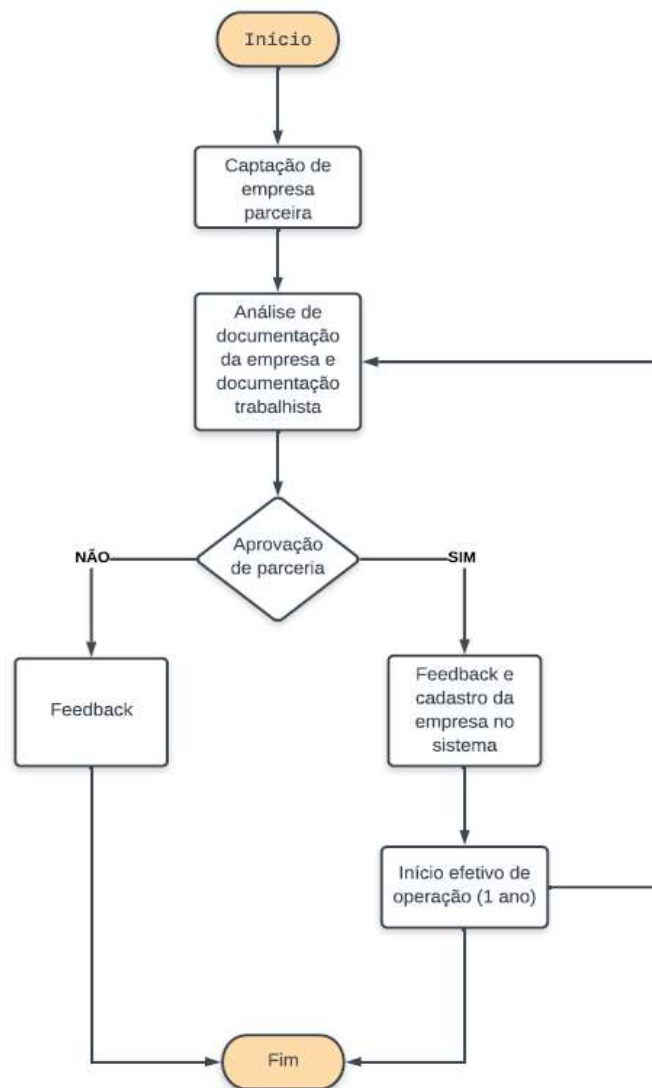 Início
Captação de
empresa
parceira
Análise de
documentação
da empresa e
documentação
trabalhista
Aprovação
de parceria
NÃO
SIM
Feedback
Feedback e
cadastro da
empresa no
sistema
Início efetivo de
operação (1 ano)
Fim